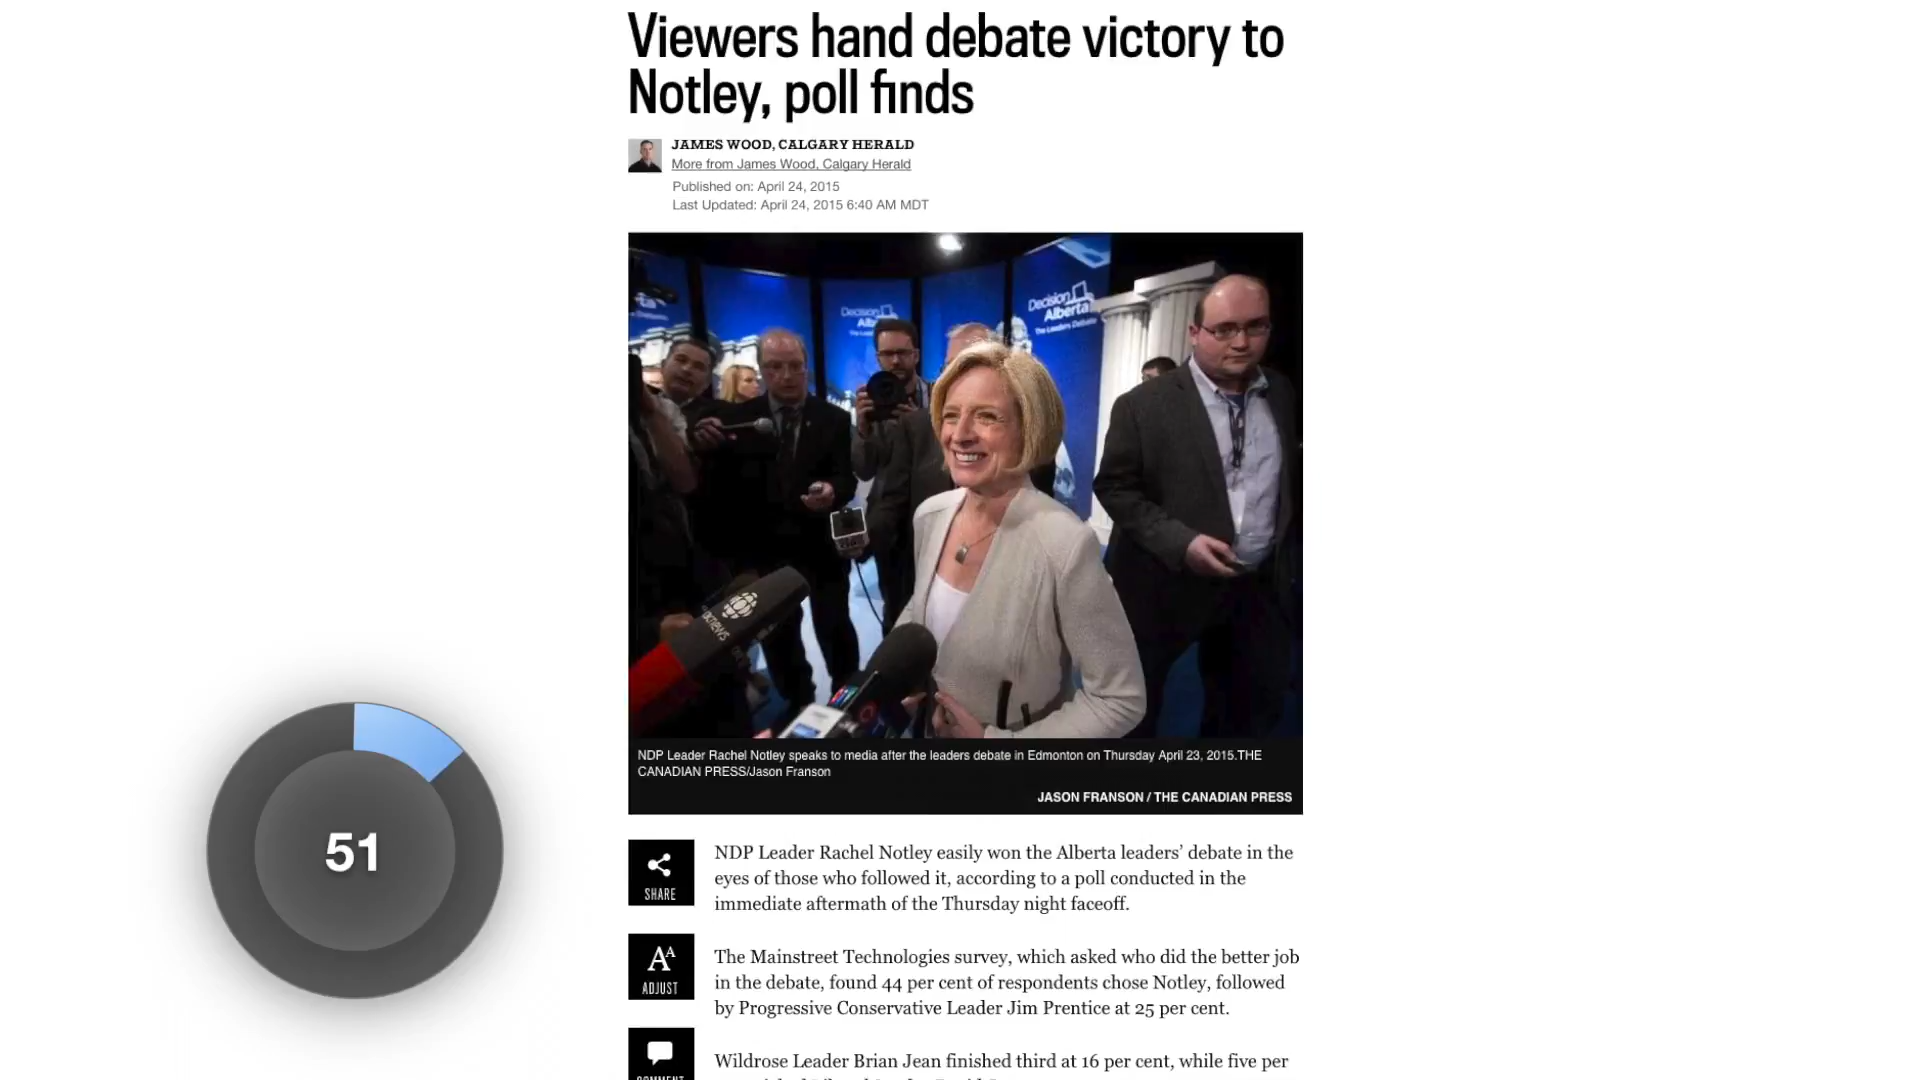 Viewers hand debate victory to
Notley, poll finds
JAMES WOOD, CALGARY HERALD
More from James Wood, Calgary Herald
Published on: April 24, 2015
Last Updated: April 24, 2015 6:40 AM MDT
Decision
Alberta
The Leaders Debate
Decision
NDP Leader Rachel Notley speaks to media after the leaders debate in Edmonton on Thursday April 23, 2015.THE
CANADIAN PRESS/Jason Franson
JASON FRANSON / THE CANADIAN PRESS
51
SHARE
NDP Leader Rachel Notley easily won the Alberta leaders’ debate in the
eyes of those who followed it, according to a poll conducted in the
immediate aftermath of the Thursday night faceoff.
AA
ADJUST
The Mainstreet Technologies survey, which asked who did the better job
in the debate, found 44 per cent of respondents chose Notley, followed
by Progressive Conservative Leader Jim Prentice at 25 per cent.
Wildrose Leader Brian Jean finished third at 16 per cent, while five per